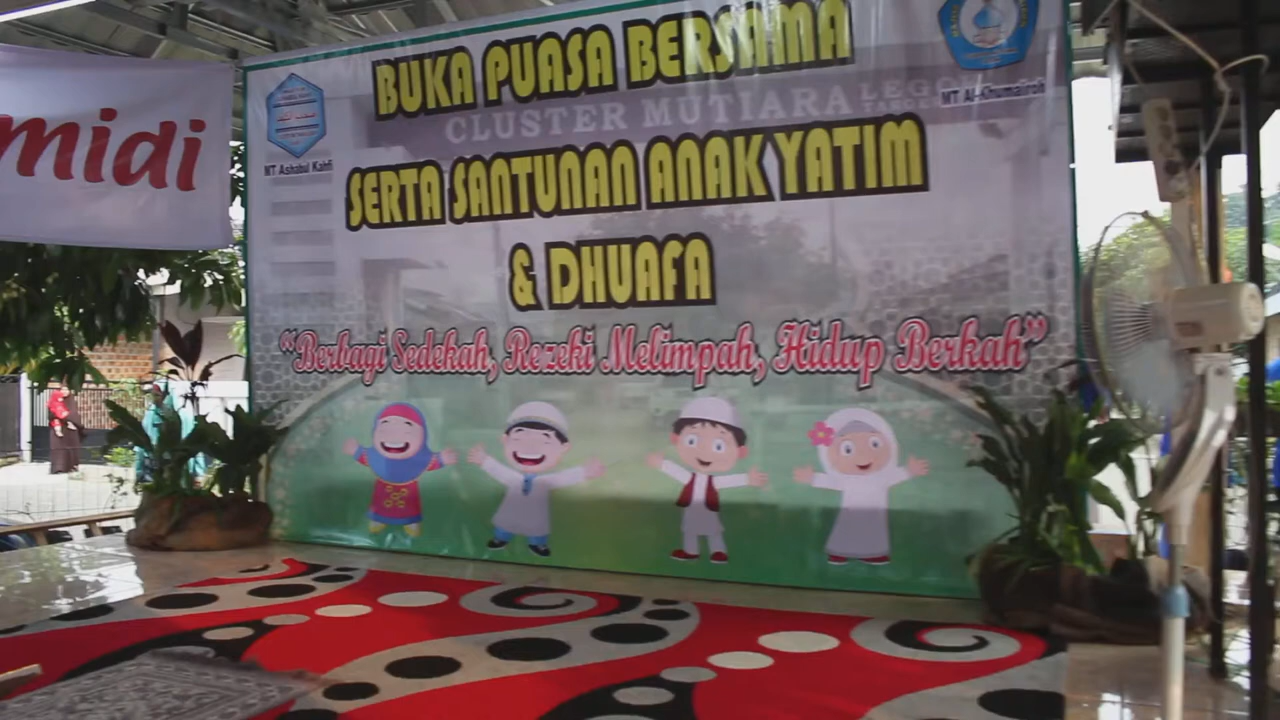 midi
BUKA PUASA BERSAMA
CLUSTER MUTIARA
SERTA SANTUNAN ANAK YATIM
& DHUAFA
"Berbagi Sedekah, Rezeki Melimpah, Hidup Berkah"
MT Ashabul Kahfi
MT Al-Khumairoh